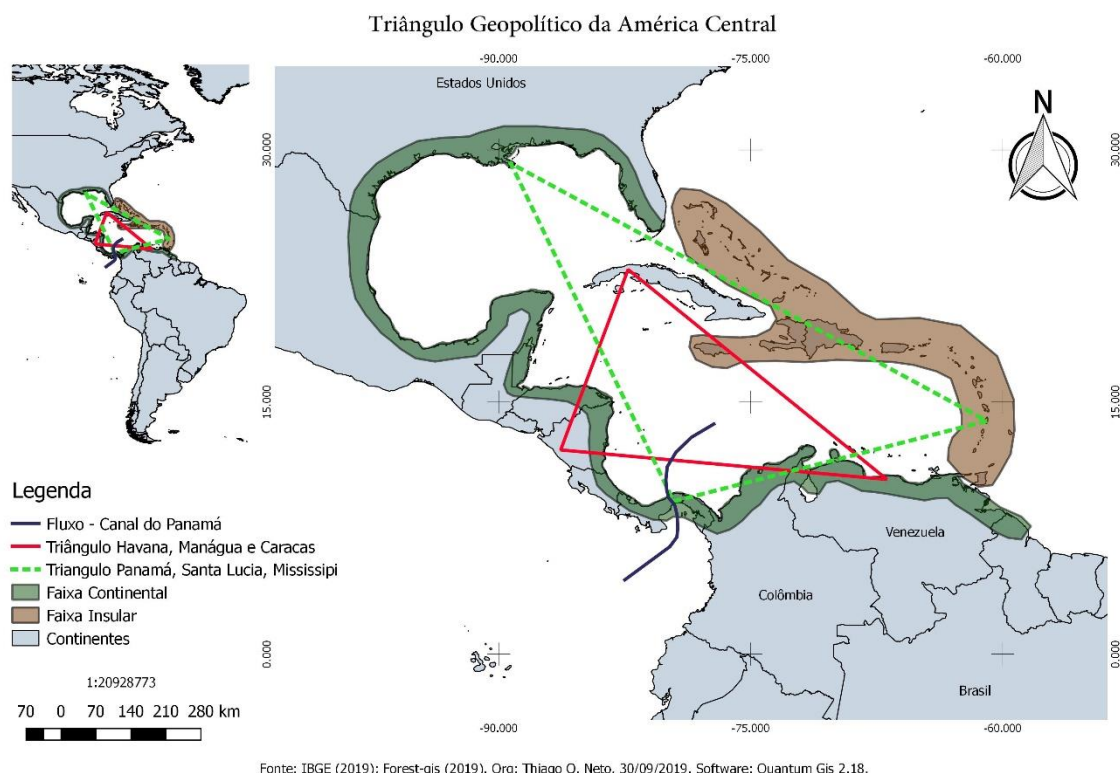 Triângulo Geopolítico da América Central
-90.000 -75.000 -60.000
Estados Unidos
N
30.000 30.000
15.000 15.000
Venezuela
Colômbia
Brasil
0.000 0.000
-90.000 -75.000 -60.000
Legenda
Fluxo - Canal do Panamá
Triângulo Havana, Manágua e Caracas
Triangulo Panamá, Santa Lucia, Mississipi
Faixa Continental
Faixa Insular
Continentes
1:20928773
70 0 70 140 210 280 km
Fonte: IBGE (2019); Forest-gis (2019). Org: Thiago O. Neto. 30/09/2019. Software: Quantum Gis 2.18.